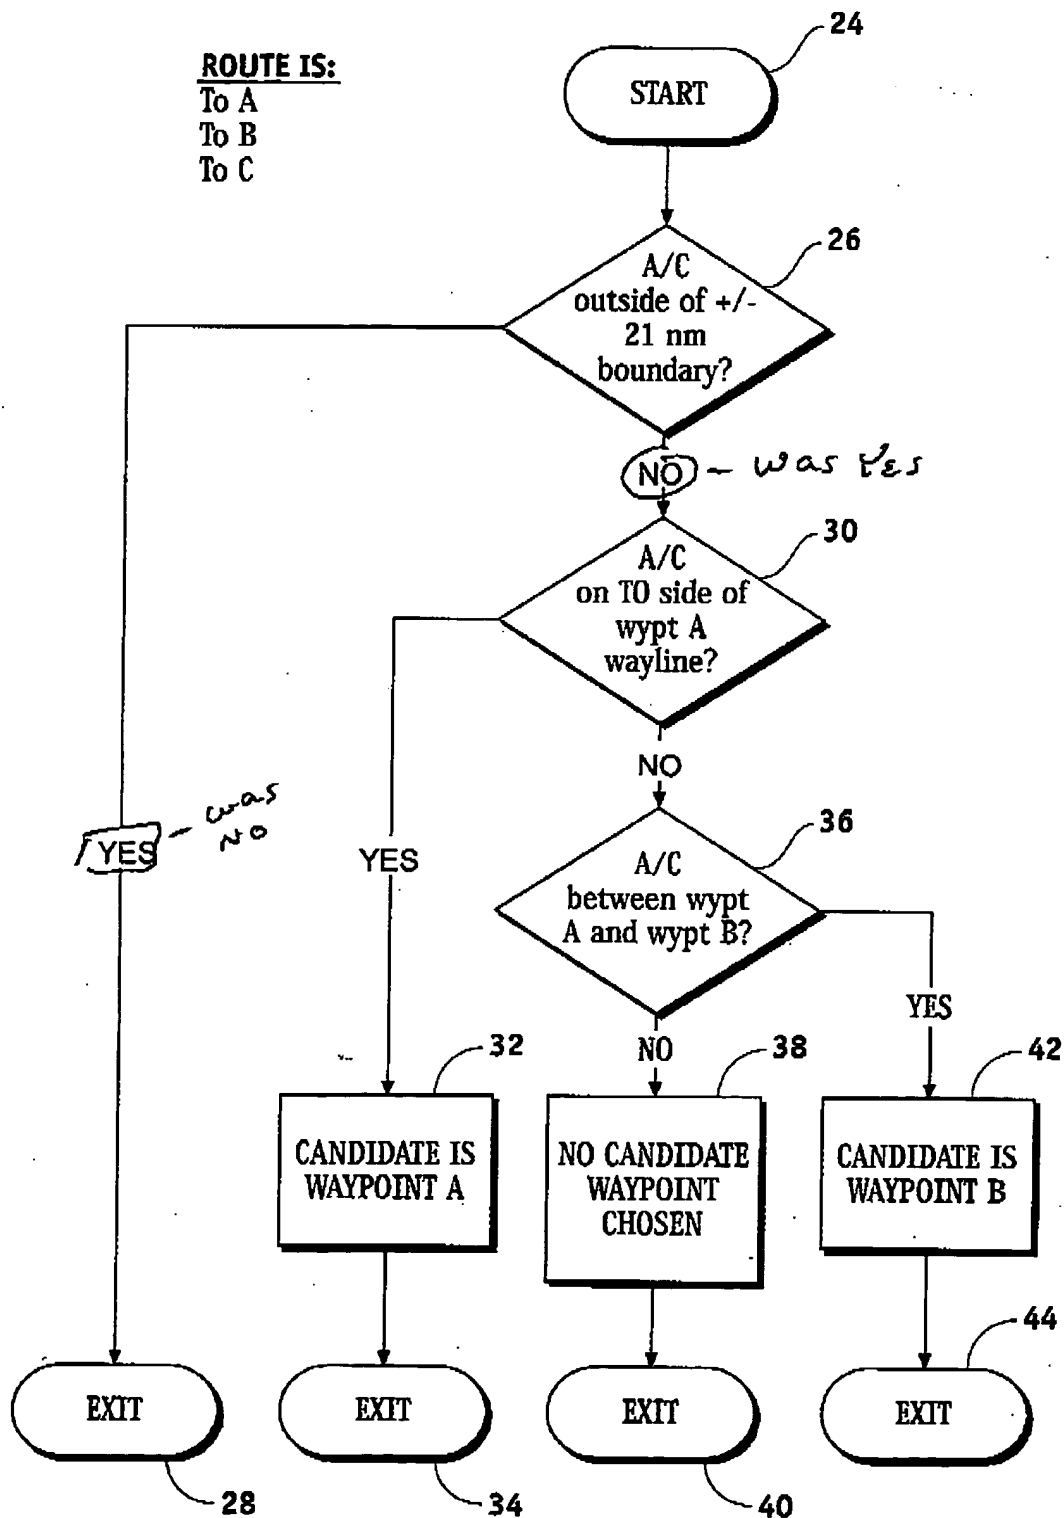 24
ROUTE IS:
To A
To B
To C
START
26
A/C
outside of +/-
21 nm
boundary?
NO - was YES
30
A/C
on TO side of
wypt A
wayline?
NO
YES - was
NO
YES
36
A/C
between wypt
A and wypt B?
YES
NO
32
38
42
CANDIDATE IS
WAYPOINT A
NO CANDIDATE
WAYPOINT
CHOSEN
CANDIDATE IS
WAYPOINT B
44
EXIT
EXIT
EXIT
EXIT
28
34
40